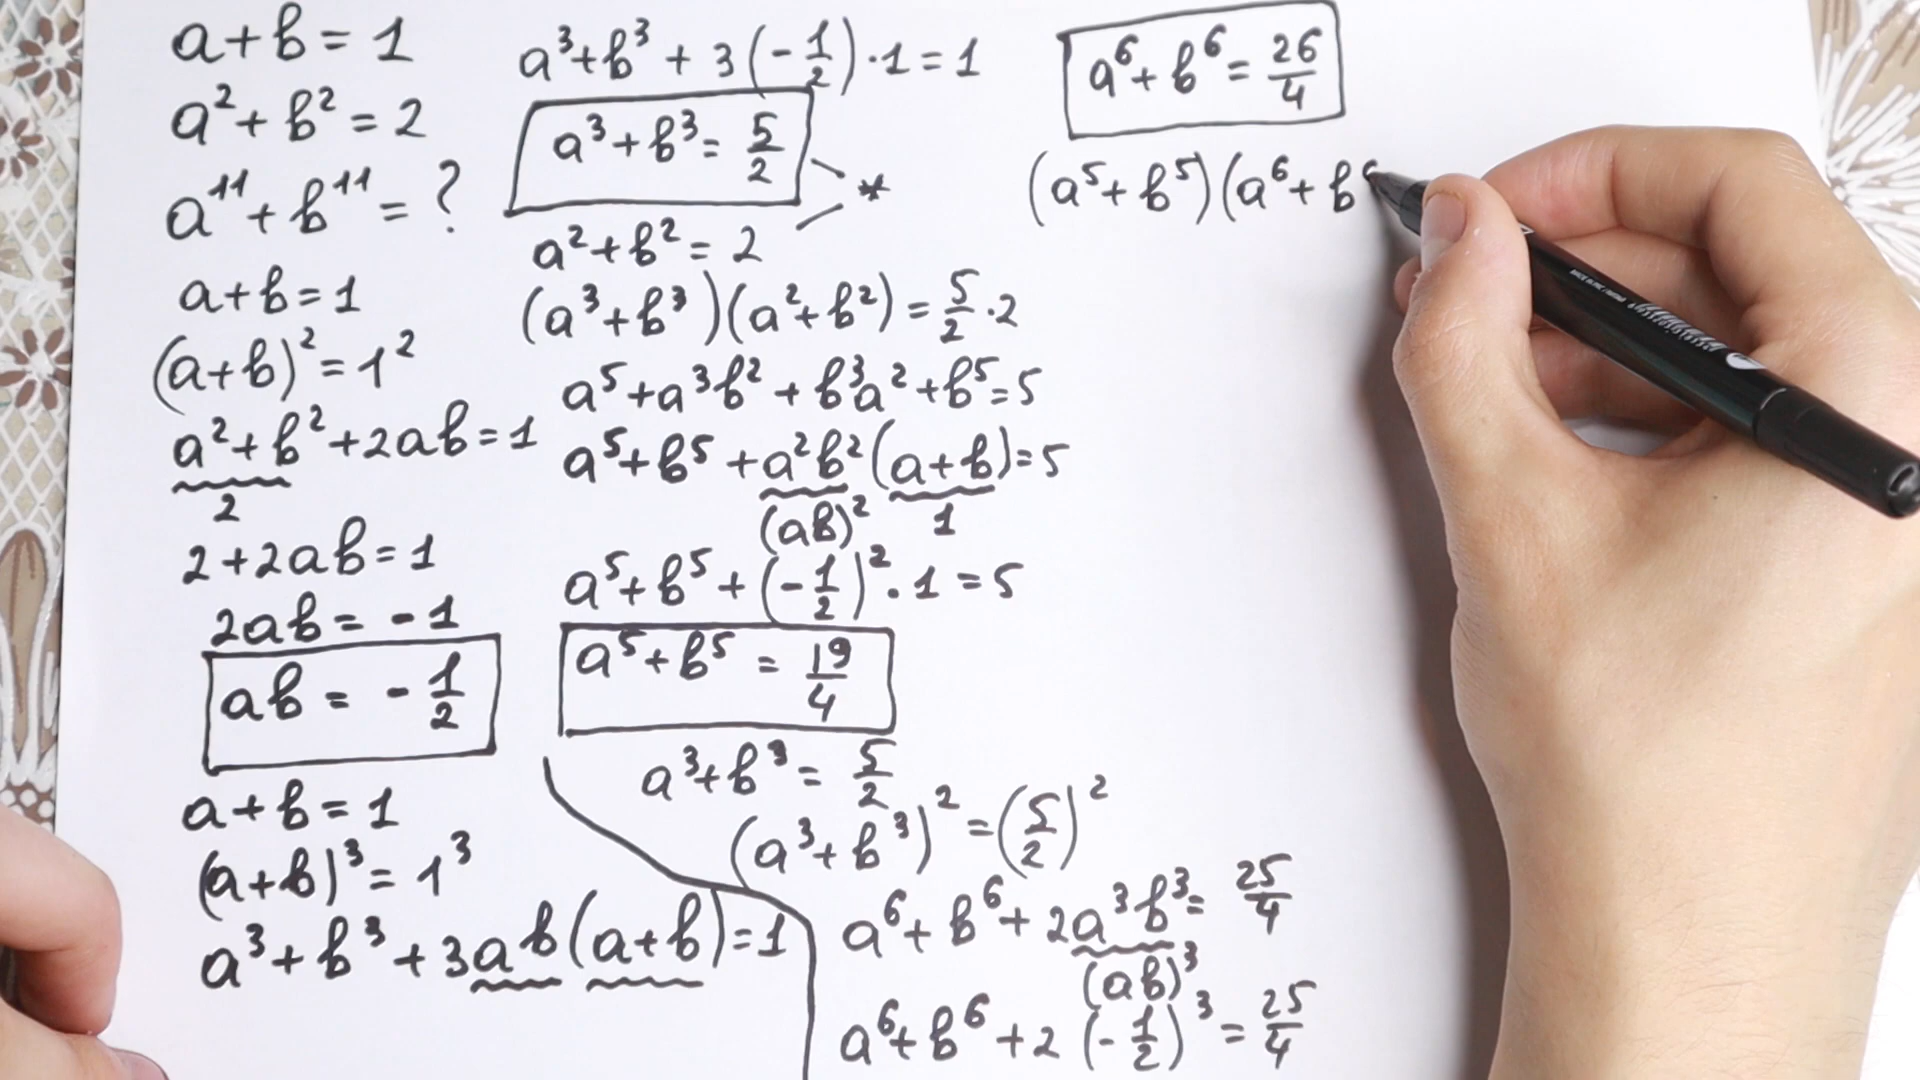 a+b=1
a²+b²=2
a¹¹+b¹¹=?
a+b=1
(a+b)²=1²
a²+b²+2ab=1
2
2+2ab=1
2ab=-1
ab=-1/2
a+b=1
(a+b)³=1³
a³+b³+3ab(a+b)=1
a³+b³+3(-1/2)·1=1
a³+b³=5/2
*
a²+b²=2
(a³+b³)(a²+b²)=5/2·2
a⁵+a³b²+b³a²+b⁵=5
a⁵+b⁵+a²b²(a+b)=5
(ab)² 1
a⁵+b⁵+(-1/2)²·1=5
a⁵+b⁵=19/4
a³+b³=5/2
(a³+b³)²=(5/2)²
a⁶+b⁶+2a³b³=25/4
(ab)³
a⁶+b⁶+2(-1/2)³=25/4
a⁶+b⁶=26/4
(a⁵+b⁵)(a⁶+b⁶